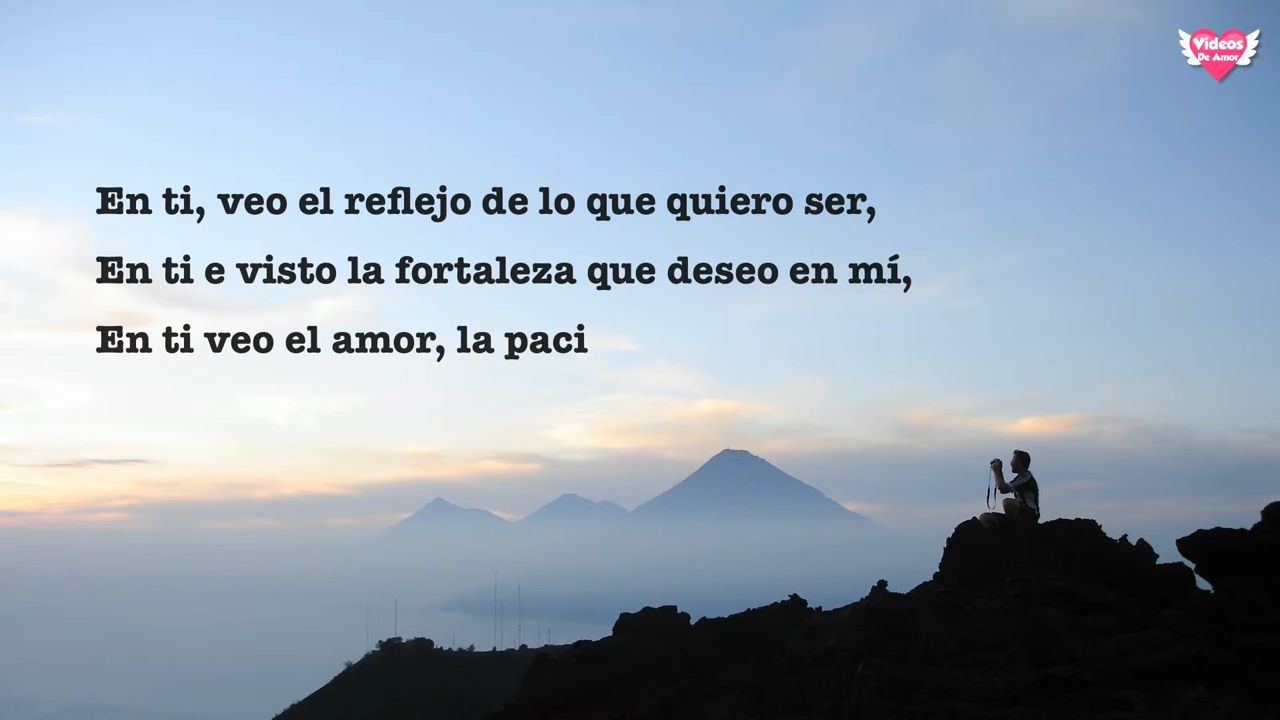 Videos
De Amor
En ti, veo el reflejo de lo que quiero ser,
En ti e visto la fortaleza que deseo en mí,
En ti veo el amor, la paci